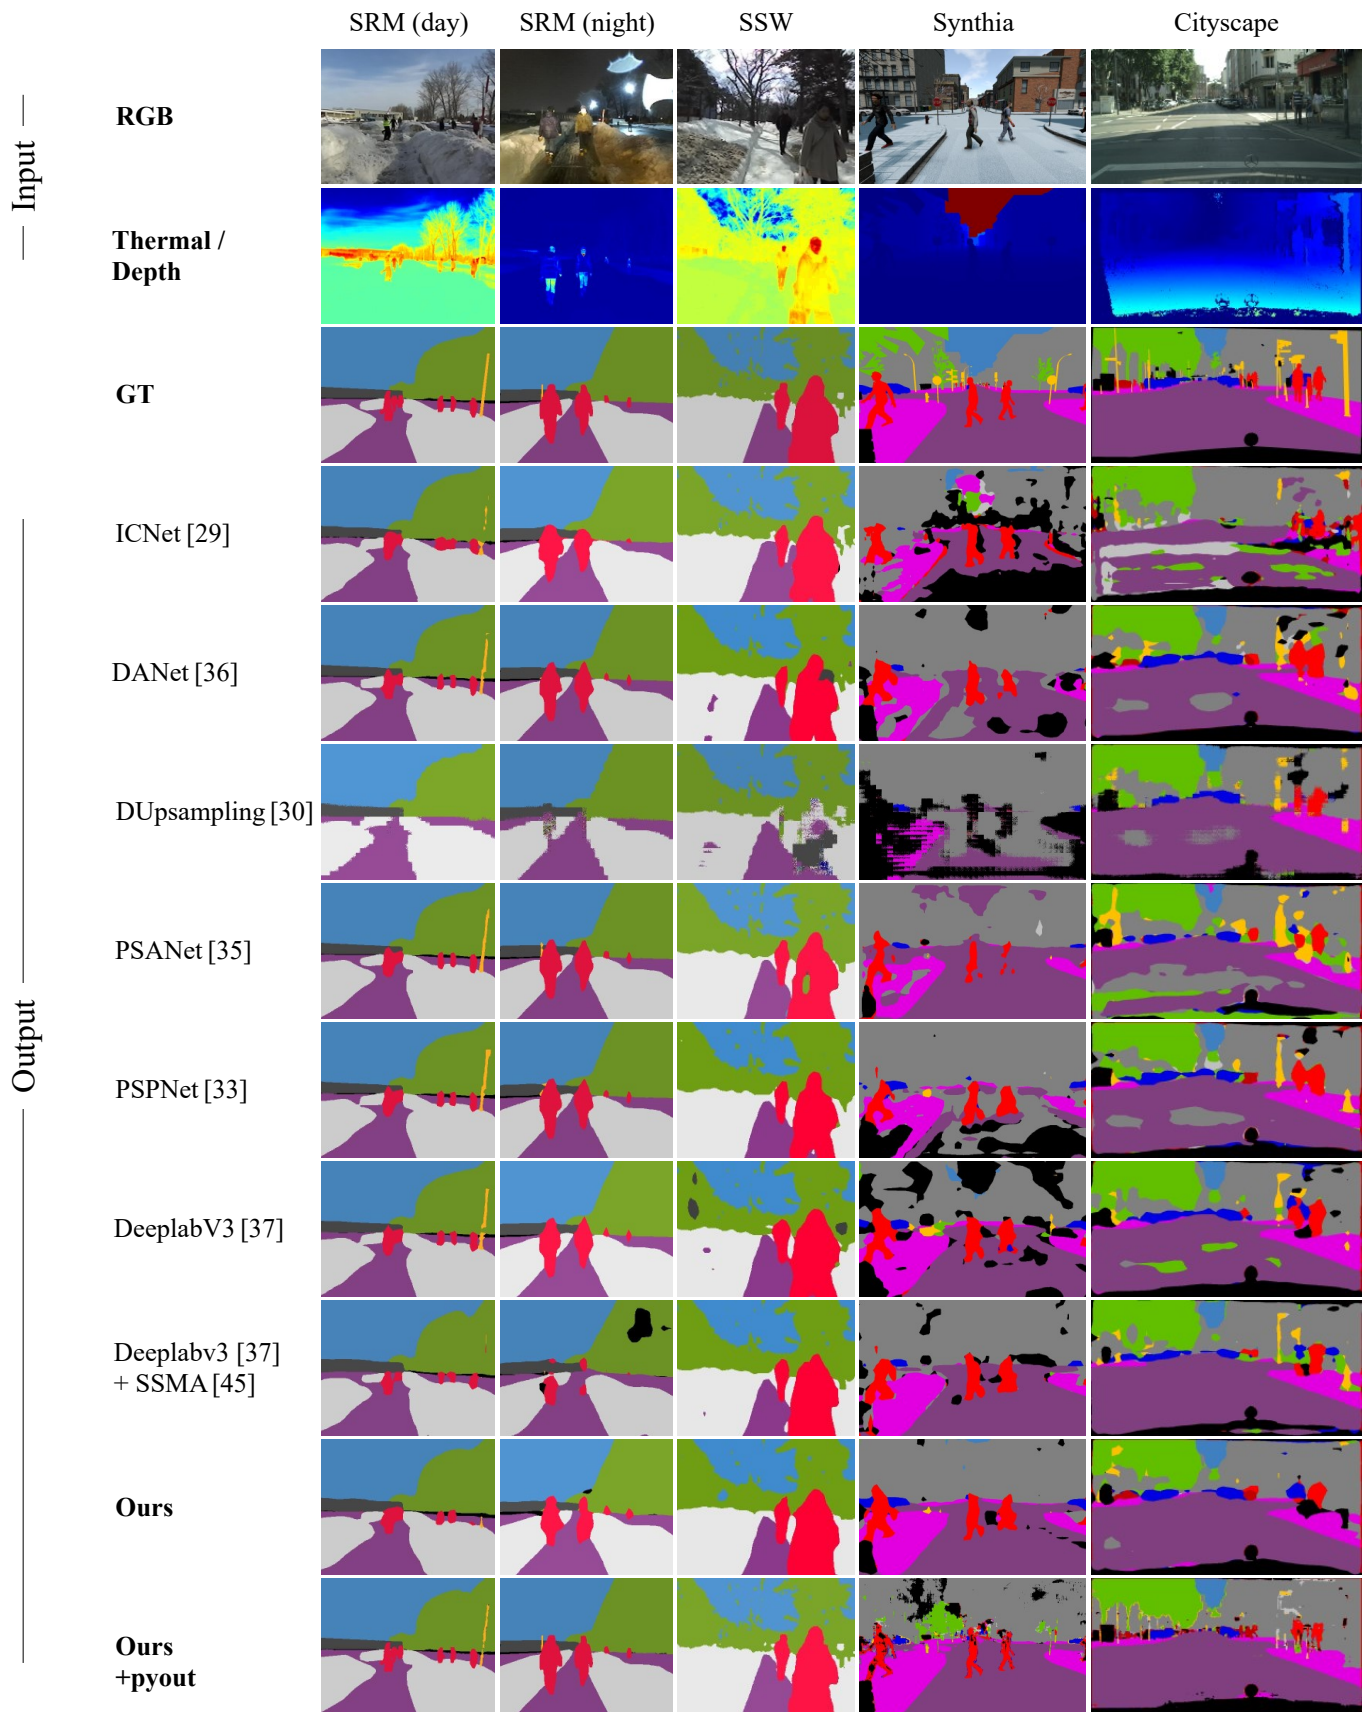 SRM (day) SRM (night) SSW Synthia Cityscape
Input
RGB
Thermal /
Depth
GT
Output
ICNet [29]
DANet [36]
DUpsampling [30]
PSANet [35]
PSPNet [33]
DeeplabV3 [37]
Deeplabv3 [37]
+ SSMA [45]
Ours
Ours
+pyout